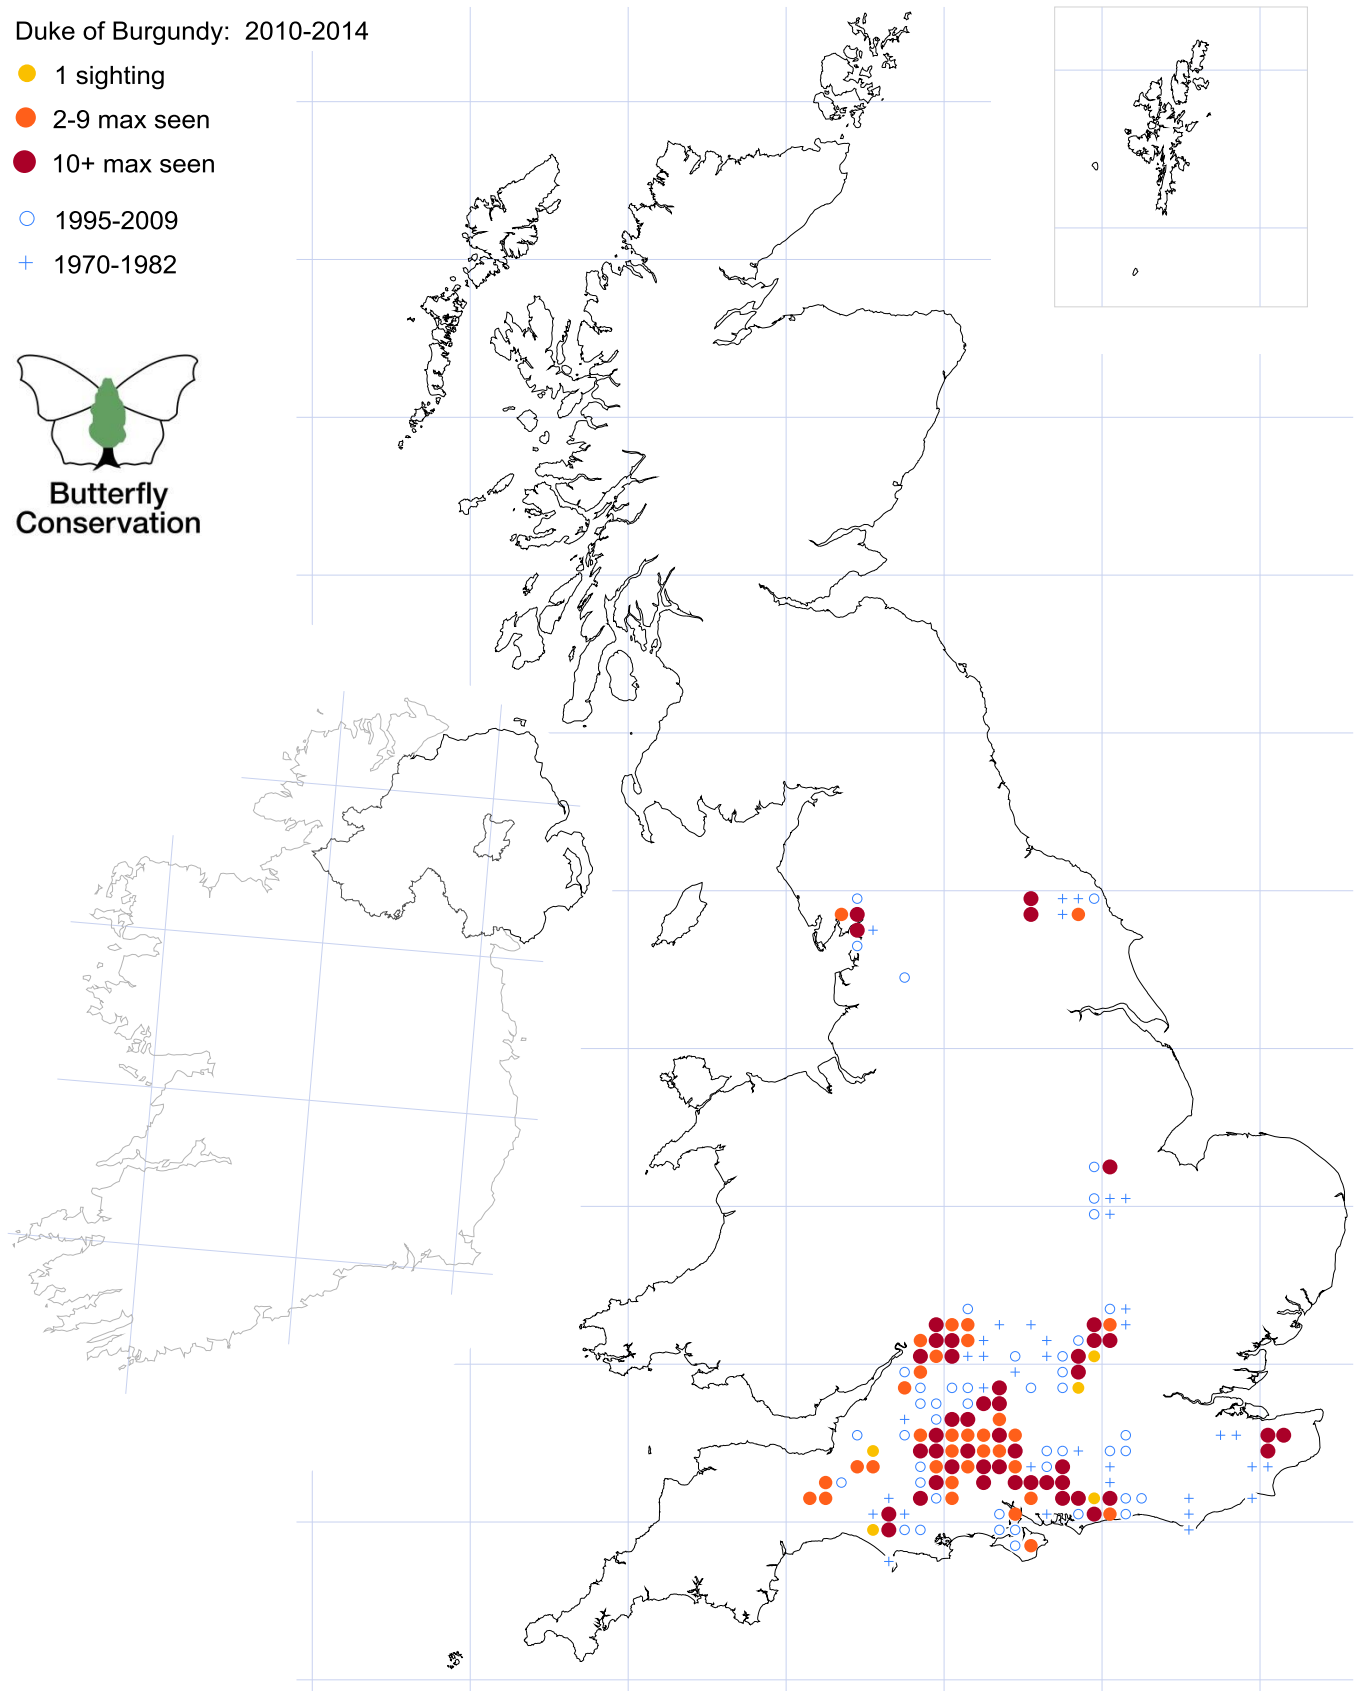 Duke of Burgundy: 2010-2014
1 sighting
2-9 max seen
10+ max seen
1995-2009
1970-1982
Butterfly
Conservation